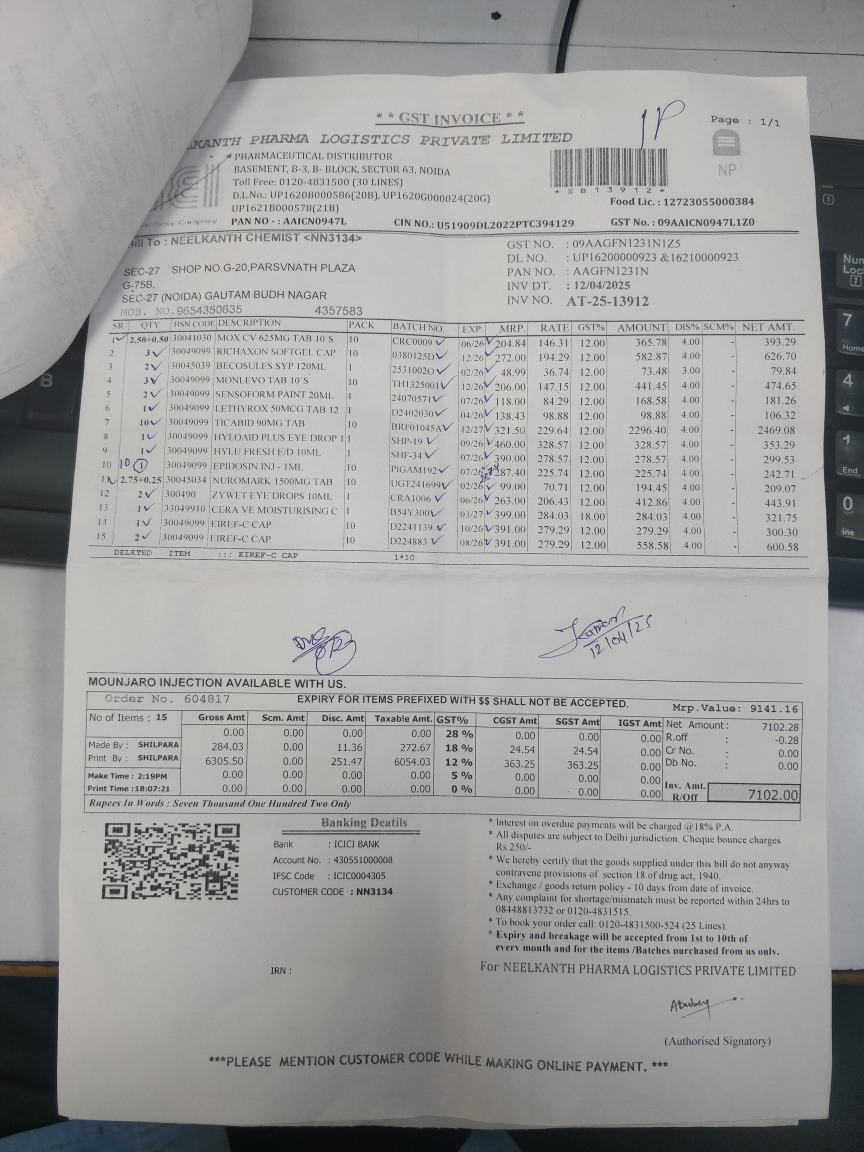 * * GST INVOICE * *
Page : 1/1
LKANTH PHARMA LOGISTICS PRIVATE LIMITED
PHARMACEUTICAL DISTRIBUTOR
BASEMENT, B-3, B- BLOCK, SECTOR 63, NOIDA
Toll Free: 0120-4831500 (30 LINES)
D.L.No.: UP1620B000586(20B), UP1620G000024(20G)
UP1621B000578(21B)
* S B 1 3 9 1 2 *
NP
Food Lic. : 12723055000384
PAN NO - : AAICN0947L CIN NO.: U51909DL2022PTC394129 GST No. : 09AAICN0947L1Z0
Bill To : NEELKANTH CHEMIST <NN3134>
SEC-27 SHOP NO.G-20,PARSVNATH PLAZA
G-75B,
SEC-27 (NOIDA) GAUTAM BUDH NAGAR
MOB. NO.9654350635 4357583
GST NO. : 09AAGFN1231N1Z5
DL NO. : UP16200000923 &16210000923
PAN NO. : AAGFN1231N
INV DT. : 12/04/2025
INV NO. AT-25-13912
SR QTY HSN CODE DESCRIPTION PACK BATCH NO. EXP. MRP. RATE GST% AMOUNT DIS% SCM% NET AMT.
1 2.50+0.50 30041030 MOX CV 625MG TAB 10'S 10 CRC0009 06/26 204.84 146.31 12.00 365.78 4.00 - 393.29
2 3 30049099 RICHAXON SOFTGEL CAP 10 0380125D 12/26 272.00 194.29 12.00 582.87 4.00 - 626.70
3 2 30045039 BECOSULES SYP 120ML 1 2531002O 02/26 48.99 36.74 12.00 73.48 3.00 - 79.84
4 3 30049099 MONLEVO TAB 10'S 10 TH1325001 12/26 206.00 147.15 12.00 441.45 4.00 - 474.65
5 2 30049099 SENSOFORM PAINT 20ML 1 24070571 07/26 118.00 84.29 12.00 168.58 4.00 - 181.26
6 1 30049099 LETHYROX 50MCG TAB 12 D2402030 04/26 138.43 98.88 12.00 98.88 4.00 - 106.32
7 10 30049099 TICABID 90MG TAB 10 BRF01045A 12/27 321.50 229.64 12.00 2296.40 4.00 - 2469.08
8 1 30049099 HYLOAID PLUS EYE DROP 1 SHP-19 09/26 460.00 328.57 12.00 328.57 4.00 - 353.29
9 1 30049099 HYLU FRESH E/D 10ML 1 SHF-34 07/26 390.00 278.57 12.00 278.57 4.00 - 299.53
10 10 1 30049099 EPIDOSIN INJ - 1ML 10 PIGAM192 07/26 287.40 225.74 12.00 225.74 4.00 - 242.71
11 2.75+0.25 30045034 NUROMARK 1500MG TAB 10 UGT241699 02/26 99.00 70.71 12.00 194.45 4.00 - 209.07
12 2 300490 ZYWET EYE DROPS 10ML 1 CRA1006 06/26 263.00 206.43 12.00 412.86 4.00 - 443.91
13 1 33049910 CERA VE MOISTURISING C 1 B54Y300 03/27 399.00 284.03 18.00 284.03 4.00 - 321.75
14 1 30049099 EIREF-C CAP 10 D2241139 10/26 391.00 279.29 12.00 279.29 4.00 - 300.30
15 2 30049099 EIREF-C CAP 10 D224883 08/26 391.00 279.29 12.00 558.58 4.00 - 600.58
DELETED ITEM ::: EIREF-C CAP 1*10
12/04/25
MOUNJARO INJECTION AVAILABLE WITH US.
Order No. 604817 EXPIRY FOR ITEMS PREFIXED WITH $$ SHALL NOT BE ACCEPTED. Mrp.Value: 9141.16
No of Items : 15 Gross Amt Scm. Amt Disc. Amt Taxable Amt. GST% CGST Amt SGST Amt IGST Amt Net Amount : 7102.28
0.00 0.00 0.00 0.00 28 % 0.00 0.00 0.00 R.off -0.28
Made By : SHILPARA 284.03 0.00 11.36 272.67 18 % 24.54 24.54 0.00 Cr No. 0.00
Print By : SHILPARA 6305.50 0.00 251.47 6054.03 12 % 363.25 363.25 0.00 Db No. 0.00
Make Time : 2:19PM 0.00 0.00 0.00 0.00 5 % 0.00 0.00 0.00
Print Time :18:07:21 0.00 0.00 0.00 0.00 0 % 0.00 0.00 0.00 Inv. Amt. R/Off 7102.00
Rupees In Words : Seven Thousand One Hundred Two Only
Banking Deatils
Bank : ICICI BANK
Account No. : 430551000008
IFSC Code : ICIC0004305
CUSTOMER CODE : NN3134
* Interest on overdue payments will be charged @18% P.A.
* All disputes are subject to Delhi jurisdiction. Cheque bounce charges
Rs.250/-
* We hereby certify that the goods supplied under this bill do not anyway
contravene provisions of section 18 of drug act, 1940.
* Exchange / goods return policy - 10 days from date of invoice.
* Any complaint for shortage/mismatch must be reported within 24hrs to
08448813732 or 0120-4831515.
* To book your order call: 0120-4831500-524 (25 Lines).
* Expiry and breakage will be accepted from 1st to 10th of
every month and for the items /Batches purchased from us only.
IRN :
For NEELKANTH PHARMA LOGISTICS PRIVATE LIMITED
(Authorised Signatory)
***PLEASE MENTION CUSTOMER CODE WHILE MAKING ONLINE PAYMENT. ***
Num
Lock
7
Home
4
1
End
0
Ins
B